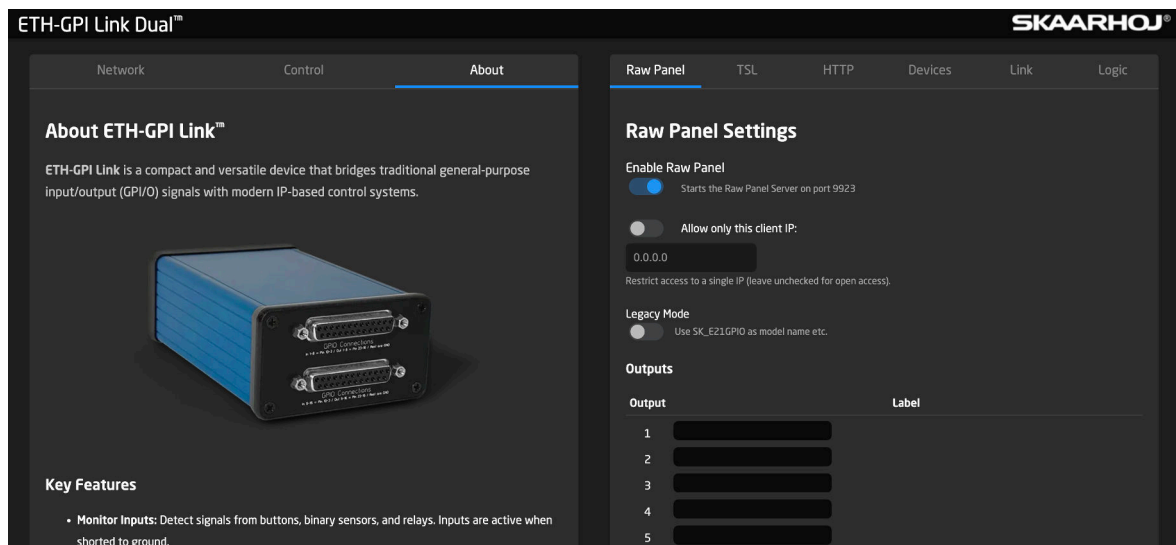 ETH-GPI Link Dual™
SKAARHOJ®
Network Control About
About ETH-GPI Link™
ETH-GPI Link is a compact and versatile device that bridges traditional general-purpose
input/output (GPI/O) signals with modern IP-based control systems.
GPIO Connections
GPIO Connections
Key Features
• Monitor Inputs: Detect signals from buttons, binary sensors, and relays. Inputs are active when
shorted to ground.
Raw Panel TSL HTTP Devices Link Logic
Raw Panel Settings
Enable Raw Panel
Starts the Raw Panel Server on port 9923
Allow only this client IP:
0.0.0.0
Restrict access to a single IP (leave unchecked for open access).
Legacy Mode
Use SK_E21GPIO as model name etc.
Outputs
Output Label
1
2
3
4
5